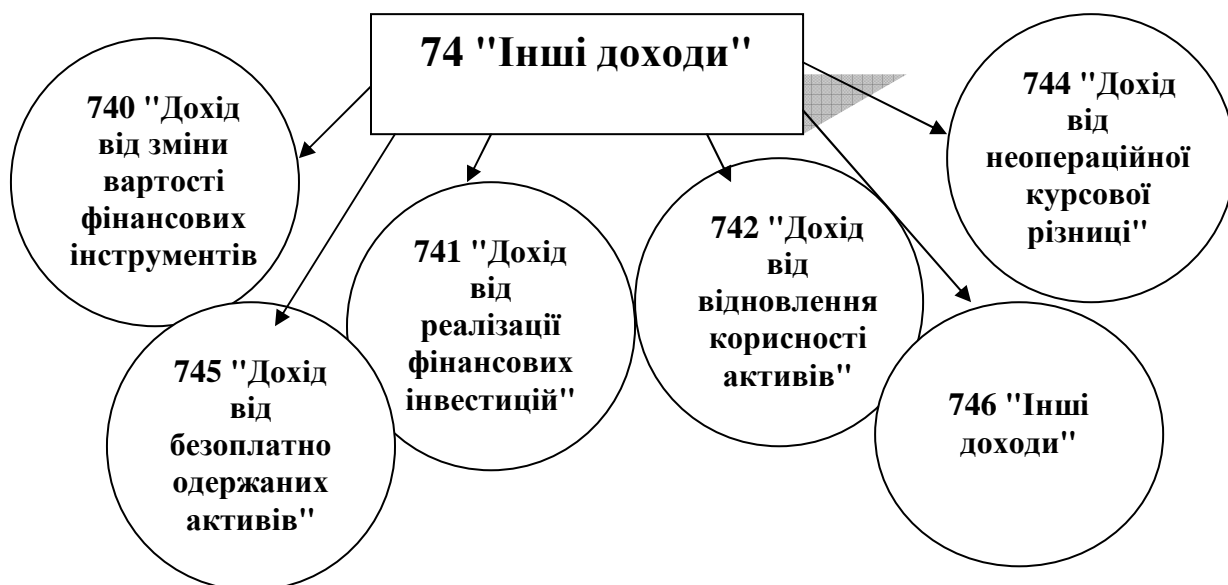 74 "Інші доходи"
740 "Дохід
від зміни
вартості
фінансових
інструментів
744 "Дохід
від
неопераційної
курсової
різниці"
741 "Дохід
від
реалізації
фінансових
інвестицій"
742 "Дохід
від
відновлення
корисності
активів"
745 "Дохід
від
безоплатно
одержаних
активів"
746 "Інші
доходи"